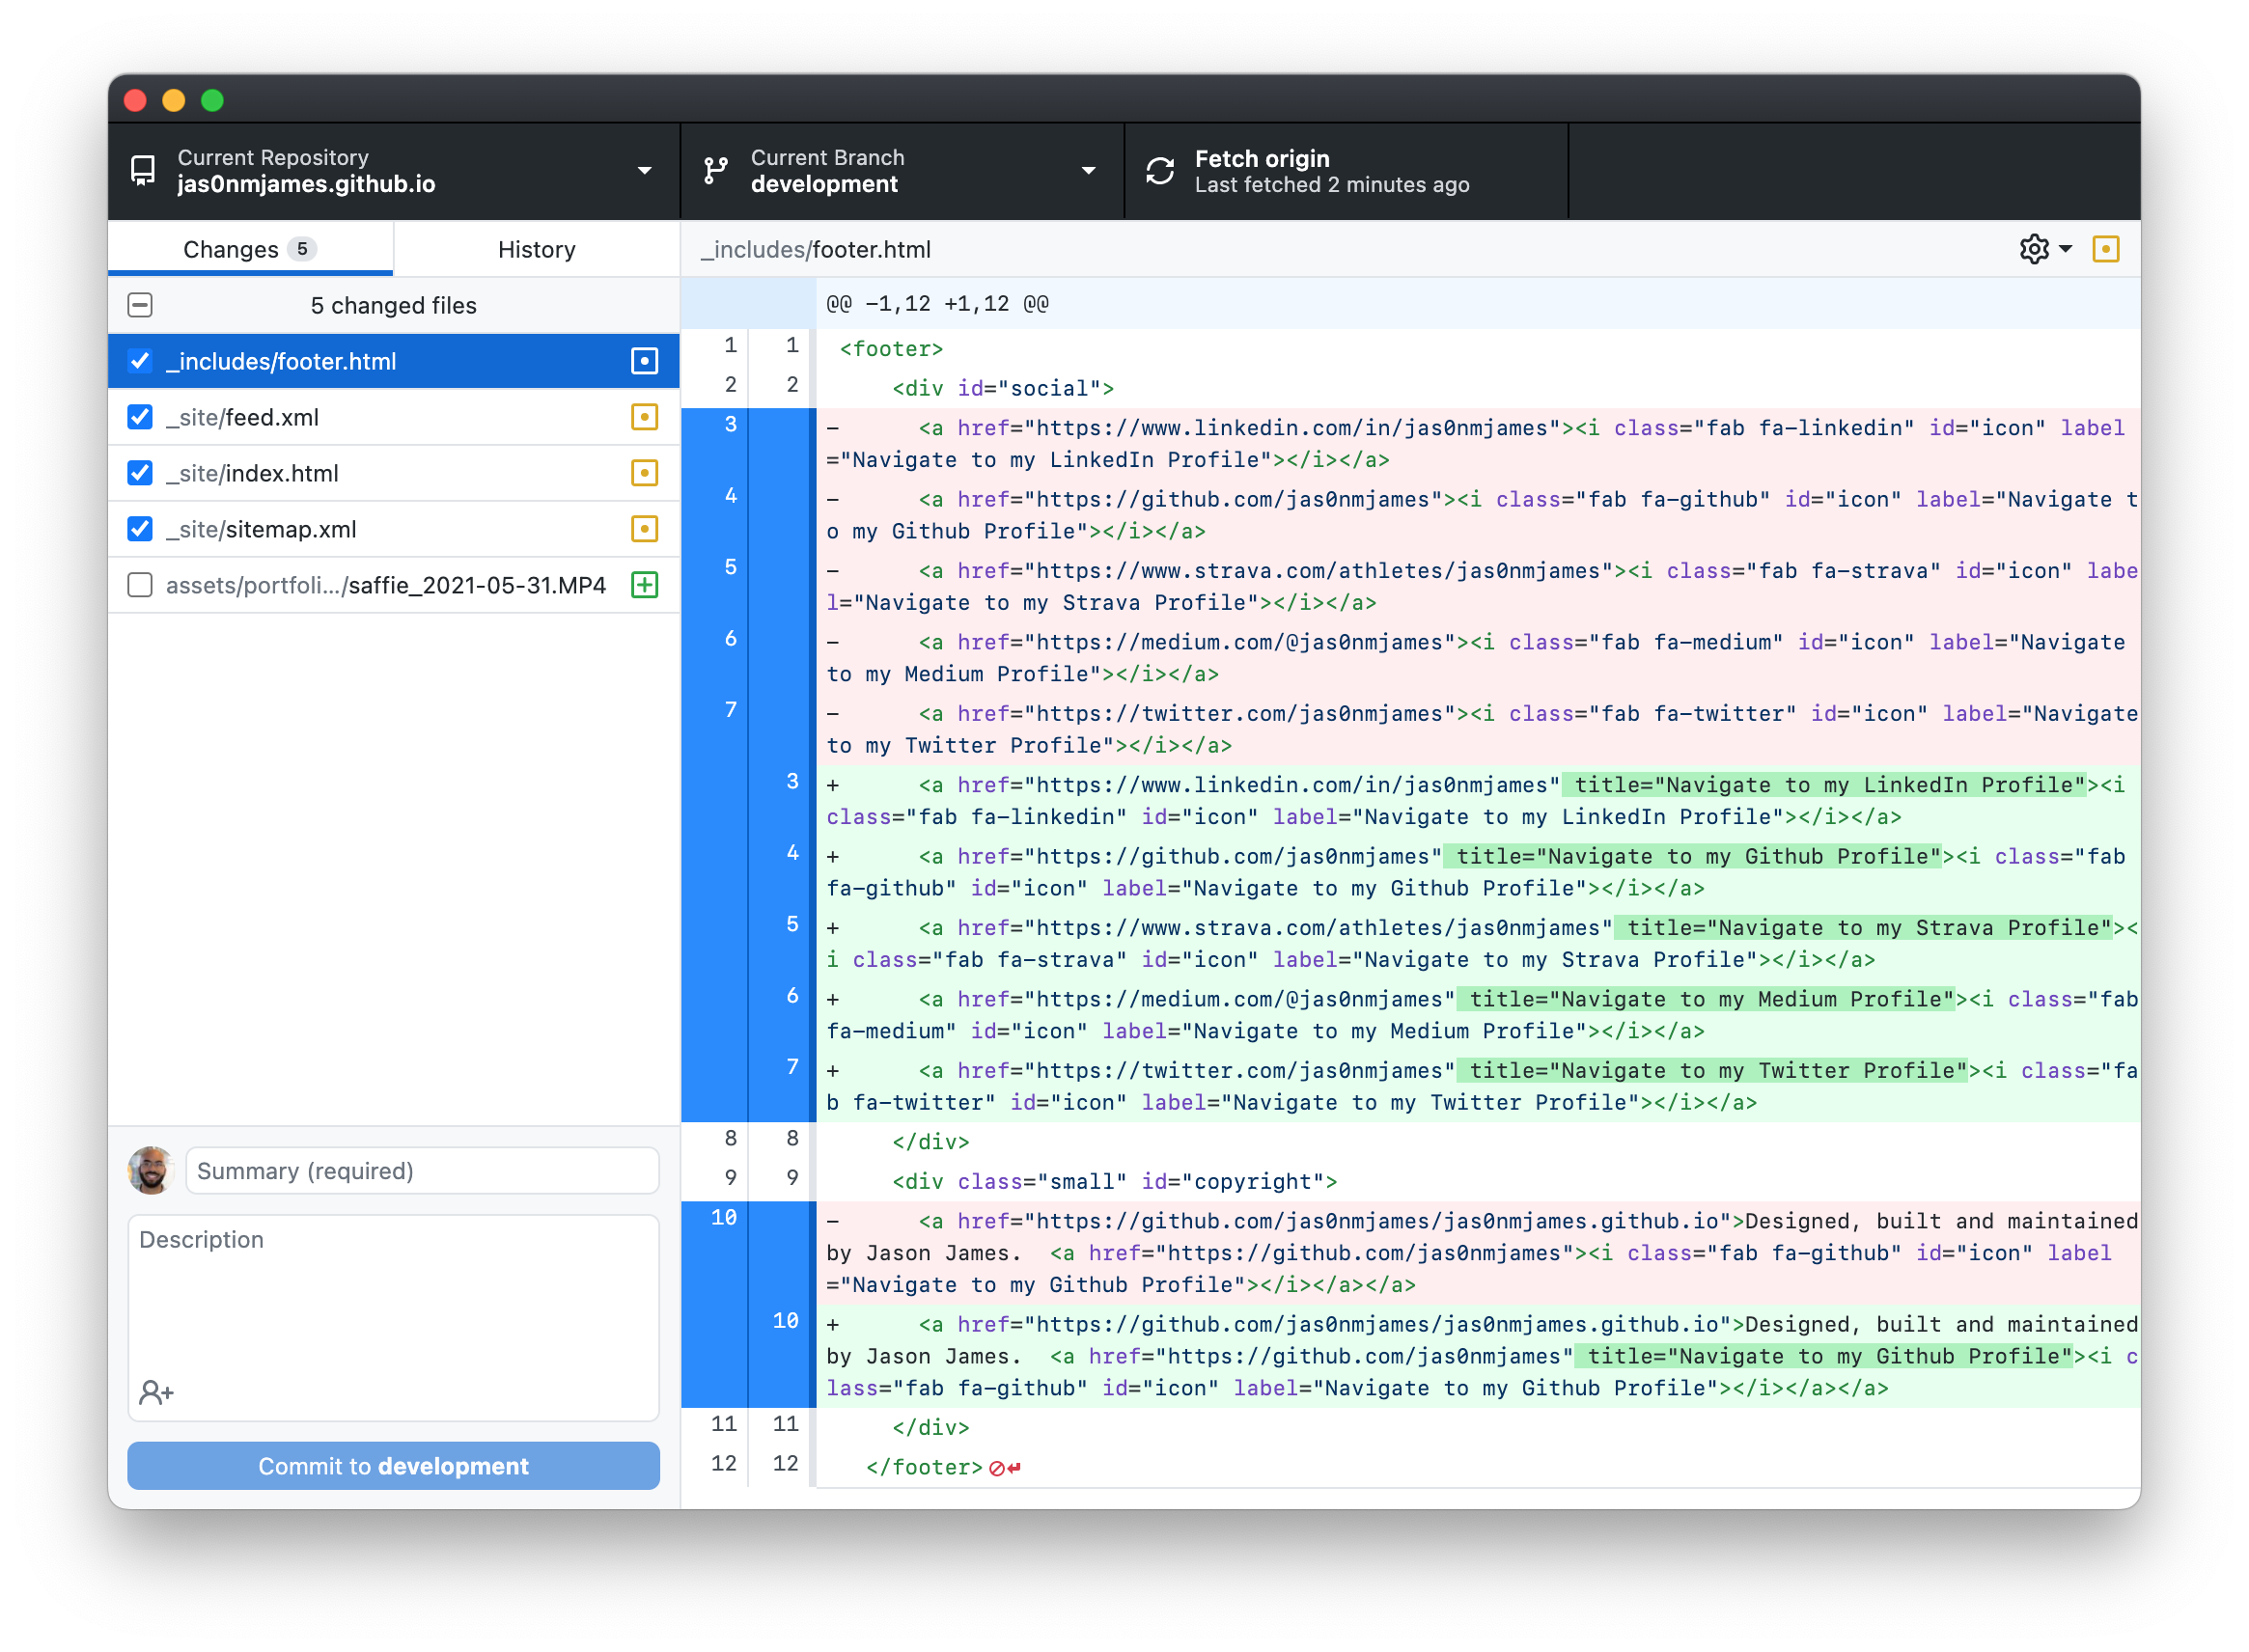 Current Repository
jas0nmjames.github.io
Current Branch
development
Fetch origin
Last fetched 2 minutes ago
Changes 5
History
_includes/footer.html
5 changed files
_includes/footer.html
_site/feed.xml
_site/index.html
_site/sitemap.xml
assets/portfoli.../saffie_2021-05-31.MP4
Summary (required)
Description
Commit to development
@@ -1,12 +1,12 @@
1 1 <footer>
2 2 <div id="social">
3 - <a href="https://www.linkedin.com/in/jas0nmjames"><i class="fab fa-linkedin" id="icon" label
="Navigate to my LinkedIn Profile"></i></a>
4 - <a href="https://github.com/jas0nmjames"><i class="fab fa-github" id="icon" label="Navigate t
o my Github Profile"></i></a>
5 - <a href="https://www.strava.com/athletes/jas0nmjames"><i class="fab fa-strava" id="icon" labe
l="Navigate to my Strava Profile"></i></a>
6 - <a href="https://medium.com/@jas0nmjames"><i class="fab fa-medium" id="icon" label="Navigate
to my Medium Profile"></i></a>
7 - <a href="https://twitter.com/jas0nmjames"><i class="fab fa-twitter" id="icon" label="Navigate
to my Twitter Profile"></i></a>
3 + <a href="https://www.linkedin.com/in/jas0nmjames" title="Navigate to my LinkedIn Profile"><i
class="fab fa-linkedin" id="icon" label="Navigate to my LinkedIn Profile"></i></a>
4 + <a href="https://github.com/jas0nmjames" title="Navigate to my Github Profile"><i class="fab
fa-github" id="icon" label="Navigate to my Github Profile"></i></a>
5 + <a href="https://www.strava.com/athletes/jas0nmjames" title="Navigate to my Strava Profile"><
i class="fab fa-strava" id="icon" label="Navigate to my Strava Profile"></i></a>
6 + <a href="https://medium.com/@jas0nmjames" title="Navigate to my Medium Profile"><i class="fab
fa-medium" id="icon" label="Navigate to my Medium Profile"></i></a>
7 + <a href="https://twitter.com/jas0nmjames" title="Navigate to my Twitter Profile"><i class="fa
b fa-twitter" id="icon" label="Navigate to my Twitter Profile"></i></a>
8 8 </div>
9 9 <div class="small" id="copyright">
10 - <a href="https://github.com/jas0nmjames/jas0nmjames.github.io">Designed, built and maintained
by Jason James.  <a href="https://github.com/jas0nmjames"><i class="fab fa-github" id="icon" label
="Navigate to my Github Profile"></i></a></a>
10 + <a href="https://github.com/jas0nmjames/jas0nmjames.github.io">Designed, built and maintained
by Jason James.  <a href="https://github.com/jas0nmjames" title="Navigate to my Github Profile"><i c
lass="fab fa-github" id="icon" label="Navigate to my Github Profile"></i></a></a>
11 11 </div>
12 12 </footer>